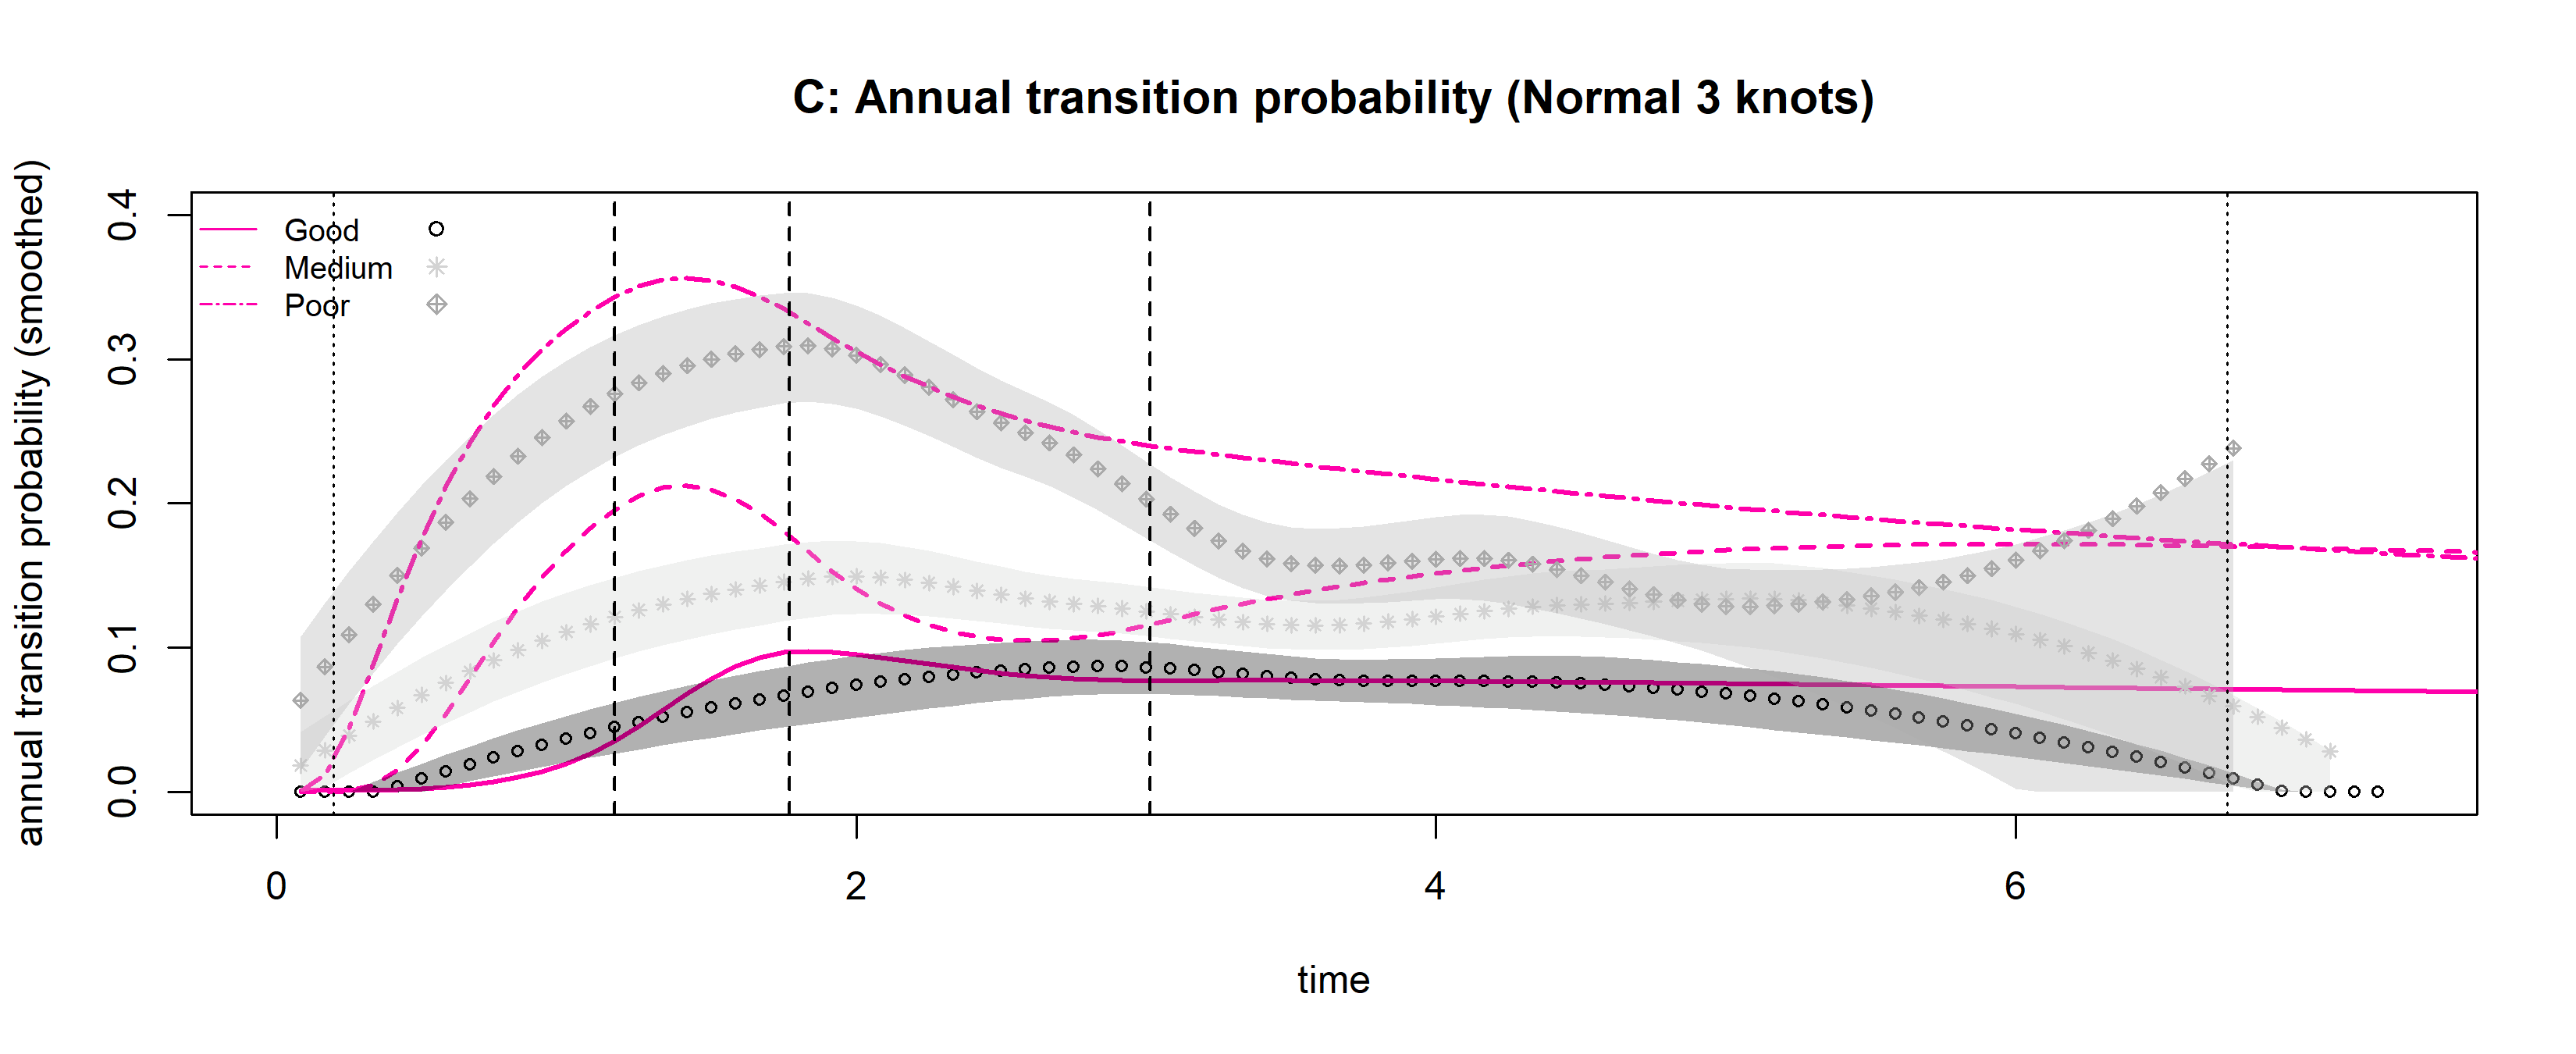 C: Annual transition probability (Normal 3 knots)
annual transition probability (smoothed)
0.4
0.3
0.2
0.1
0.0
Good
Medium
Poor
0 2 4 6
time